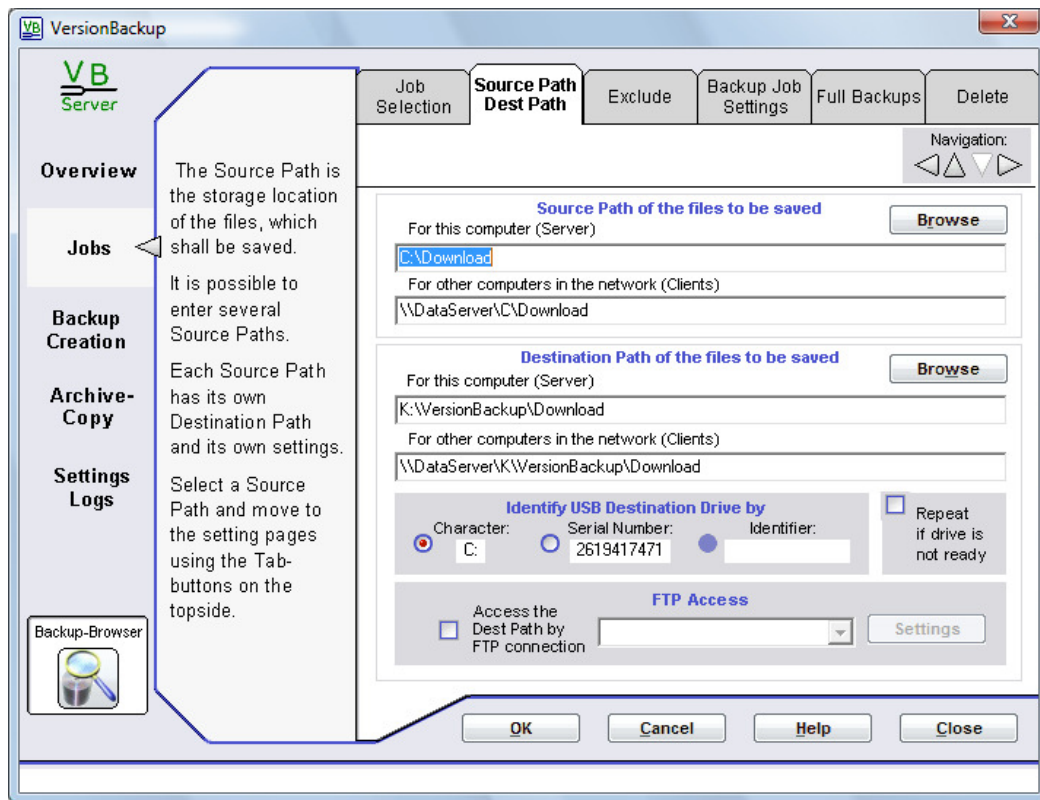 VB VersionBackup
X
V B
Server
Overview
Jobs
Backup
Creation
Archive-
Copy
Settings
Logs
Backup-Browser
The Source Path is
the storage location
of the files, which
shall be saved.
It is possible to
enter several
Source Paths.
Each Source Path
has its own
Destination Path
and its own settings.
Select a Source
Path and move to
the setting pages
using the Tab-
buttons on the
topside.
Job
Selection
Source Path
Dest Path
Exclude
Backup Job
Settings
Full Backups
Delete
Navigation:
Source Path of the files to be saved
Browse
For this computer (Server)
C:\Download
For other computers in the network (Clients)
\\DataServer\C\Download
Destination Path of the files to be saved
Browse
For this computer (Server)
K:\VersionBackup\Download
For other computers in the network (Clients)
\\DataServer\K\VersionBackup\Download
Identify USB Destination Drive by
Character:
C:
Serial Number:
2619417471
Identifier:
Repeat
if drive is
not ready
FTP Access
Access the
Dest Path by
FTP connection
Settings
OK
Cancel
Help
Close